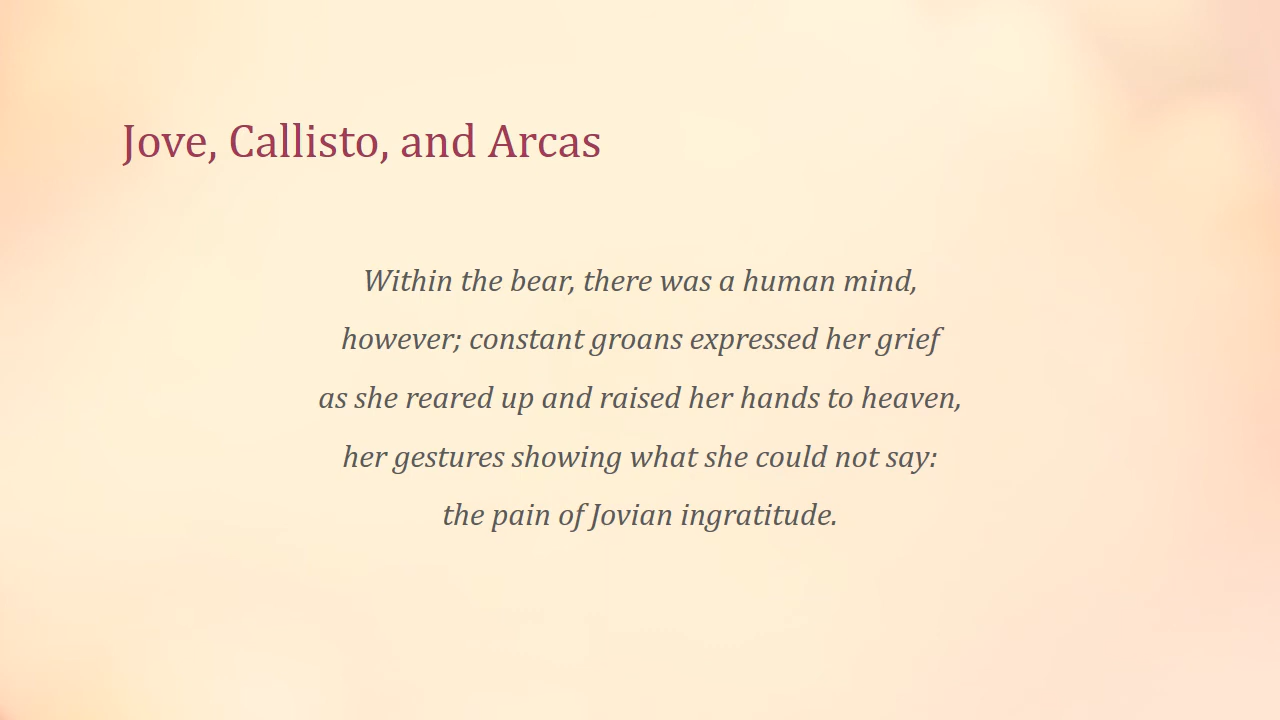 Jove, Callisto, and Arcas
Within the bear, there was a human mind,
however; constant groans expressed her grief
as she reared up and raised her hands to heaven,
her gestures showing what she could not say:
the pain of Jovian ingratitude.